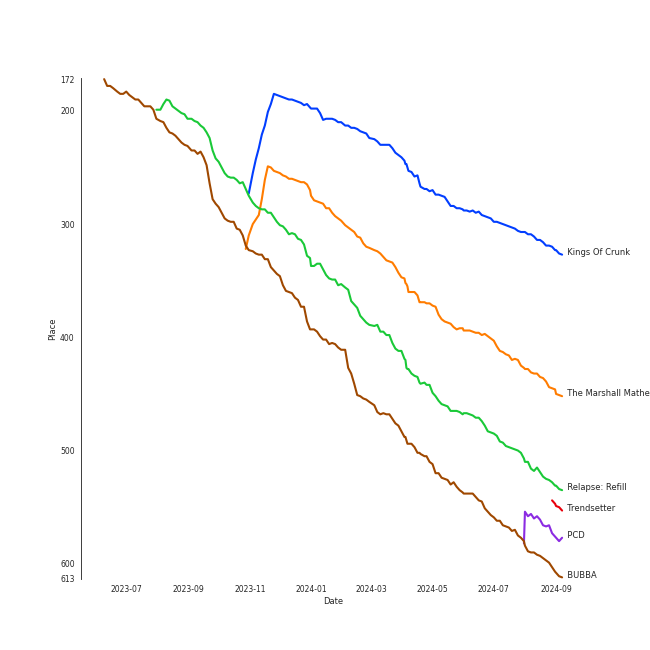 172
200
300
400
500
600
613
Place
2023-07
2023-09
2023-11
2024-01
2024-03
2024-05
2024-07
2024-09
Date
Kings Of Crunk
The Marshall Mathe
Relapse: Refill
Trendsetter
PCD
BUBBA